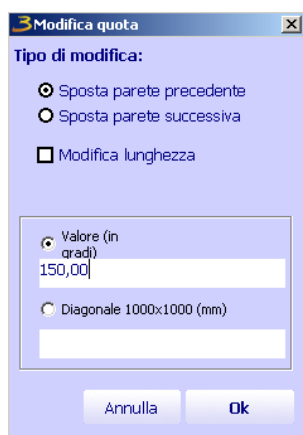 Modifica quota
Tipo di modifica:
Sposta parete precedente
Sposta parete successiva
Modifica lunghezza
Valore (in
gradi)
150,00
Diagonale 1000x1000 (mm)
Annulla Ok